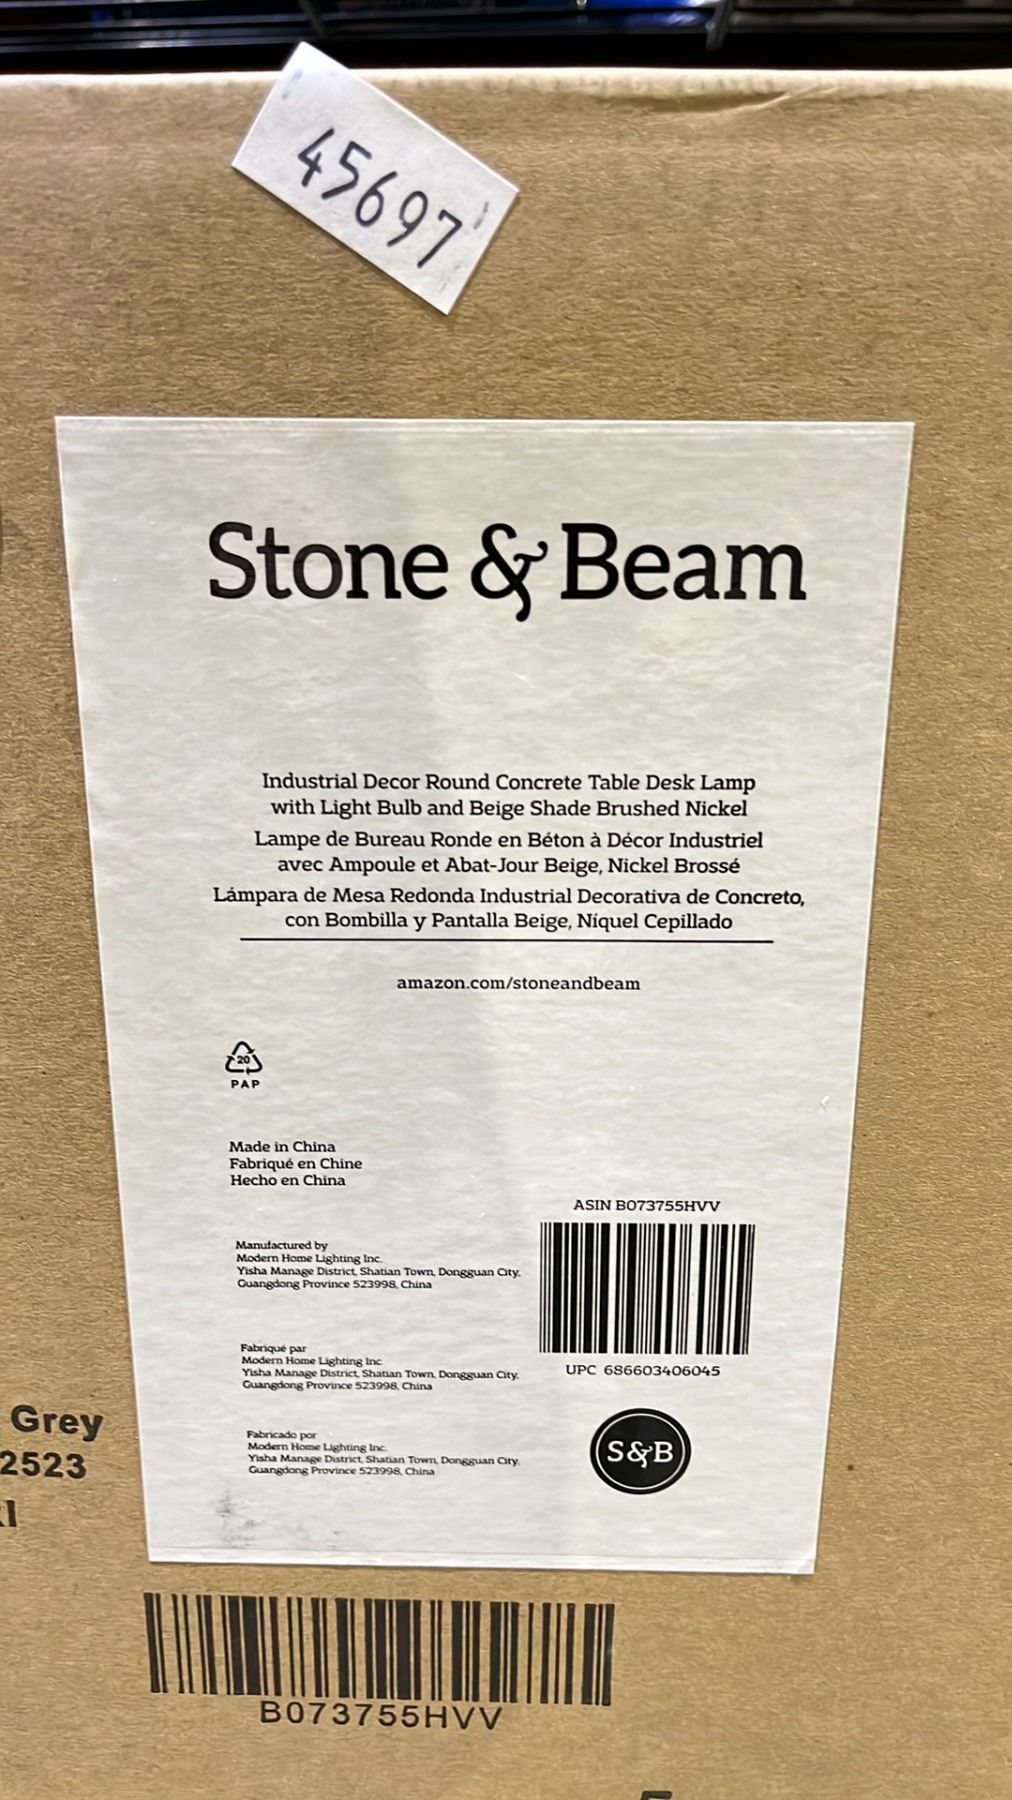 45697
Stone & Beam
Industrial Decor Round Concrete Table Desk Lamp
with Light Bulb and Beige Shade Brushed Nickel
Lampe de Bureau Ronde en Béton à Décor Industriel
avec Ampoule et Abat-Jour Beige, Nickel Brossé
Lámpara de Mesa Redonda Industrial Decorativa de Concreto,
con Bombilla y Pantalla Beige, Níquel Cepillado
amazon.com/stoneandbeam
20
PAP
Made in China
Fabriqué en Chine
Hecho en China
ASIN B073755HVV
Manufactured by
Modern Home Lighting Inc.
Yisha Manage District, Shatian Town, Dongguan City,
Guangdong Province 523998, China
Fabriqué par
Modern Home Lighting Inc
Yisha Manage District, Shatian Town, Dongguan City,
Guangdong Province 523998, China
UPC 686603406045
Fabricado por
Modern Home Lighting Inc.
Yisha Manage District, Shatian Town, Dongguan City,
Guangdong Province 523998, China
S&B
Grey
2523
B073755HVV